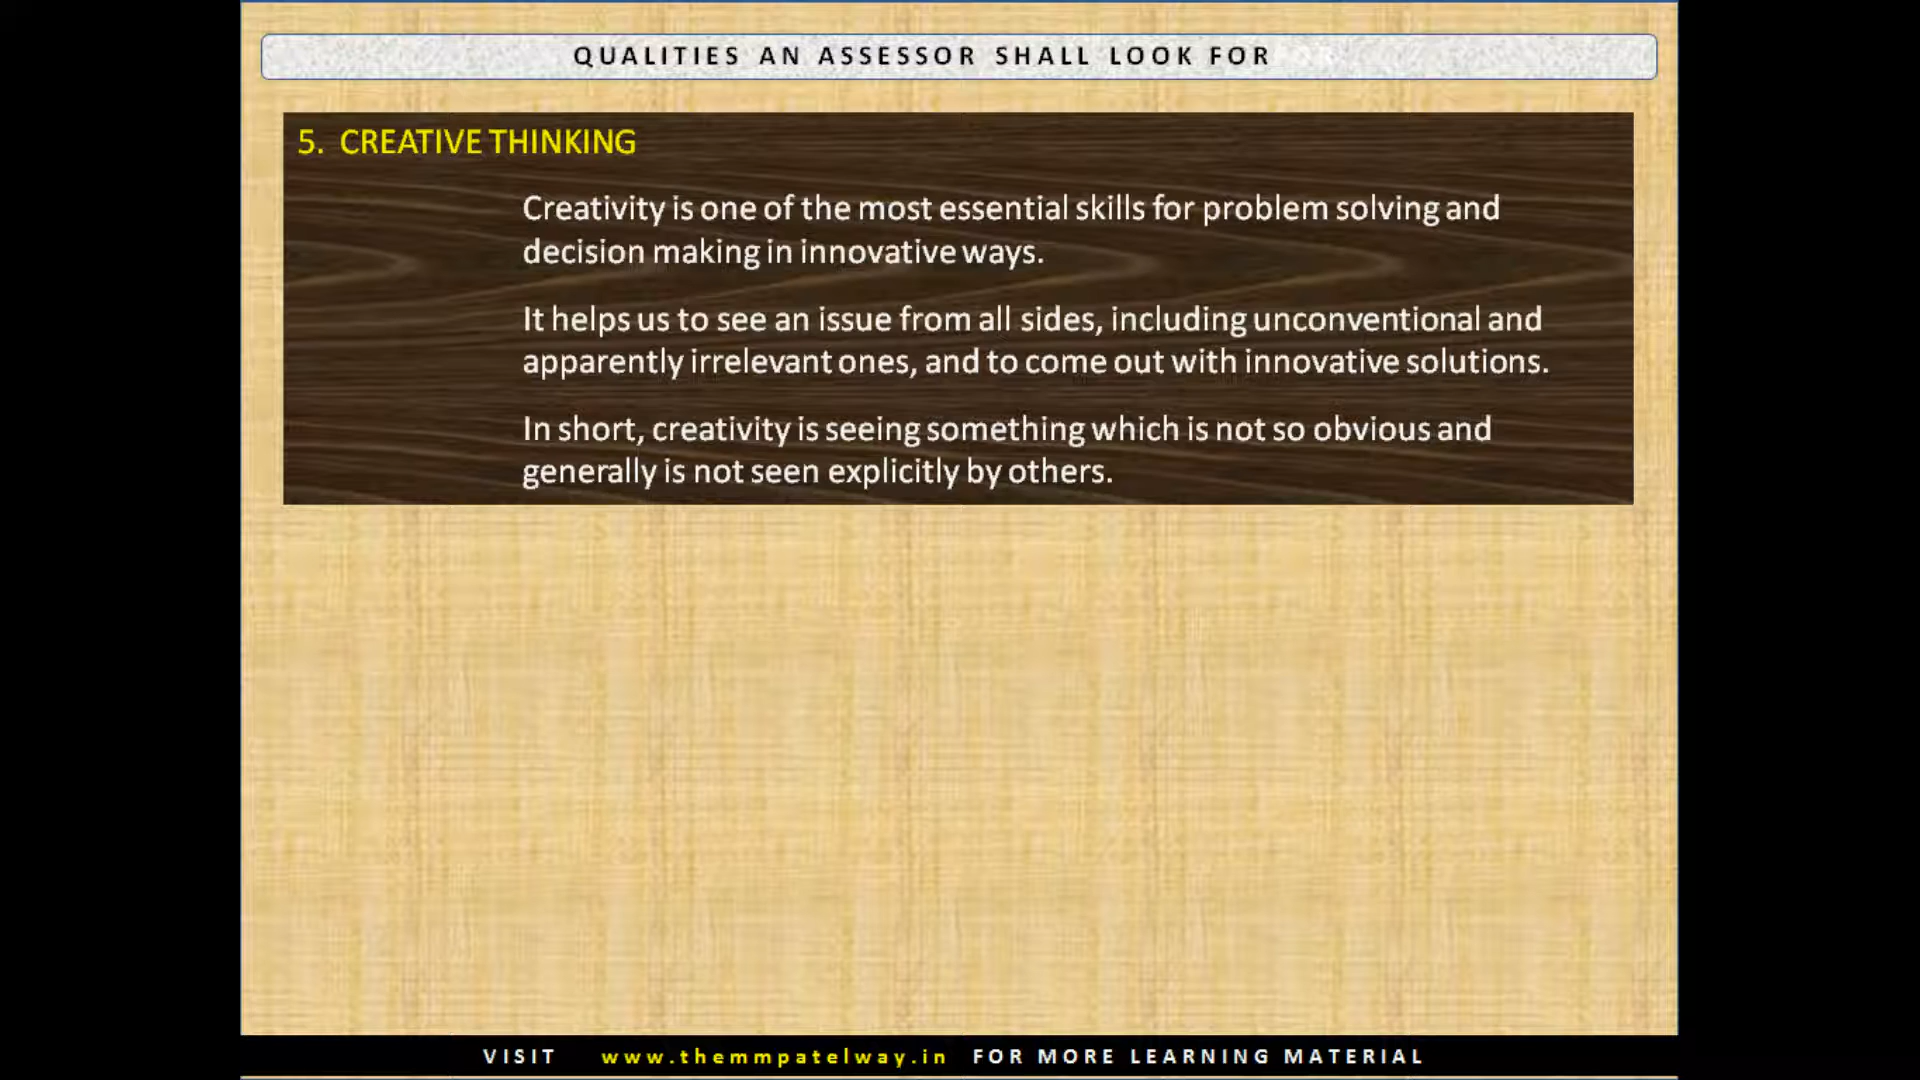 QUALITIES AN ASSESSOR SHALL LOOK FOR
5. CREATIVE THINKING
Creativity is one of the most essential skills for problem solving and
decision making in innovative ways.
It helps us to see an issue from all sides, including unconventional and
apparently irrelevant ones, and to come out with innovative solutions.
In short, creativity is seeing something which is not so obvious and
generally is not seen explicitly by others.
VISIT www.themmpatelway.in FOR MORE LEARNING MATERIAL